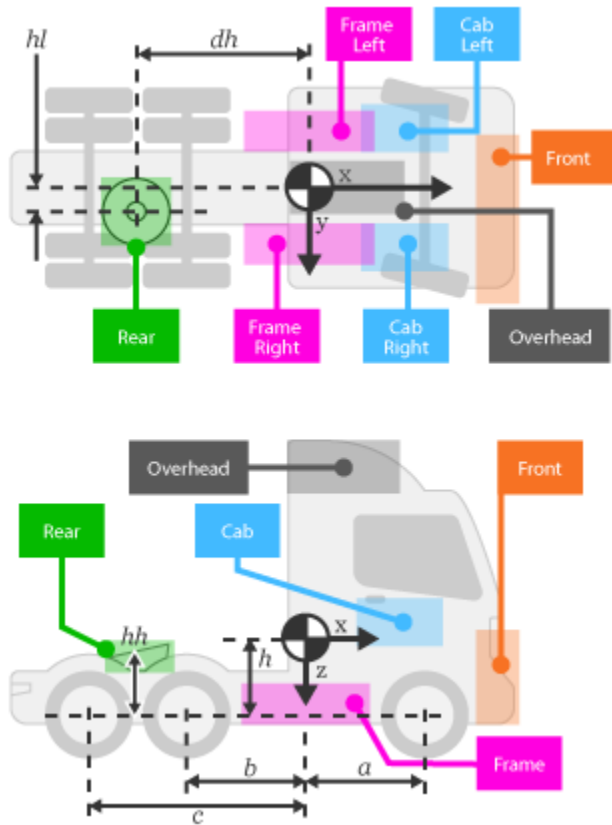 hl
dh
Frame
Left
Cab
Left
Front
x
y
Rear
Frame
Right
Cab
Right
Overhead
Overhead
Front
Rear
Cab
hh
h
x
z
b
a
c
Frame